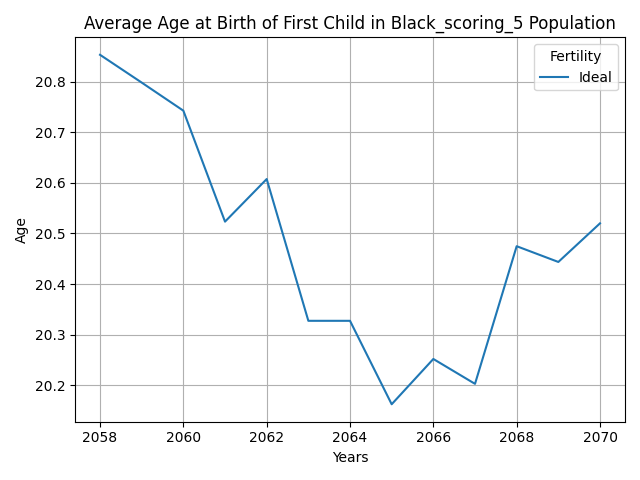 Average Age at Birth of First Child in Black_scoring_5 Population
Fertility
Ideal
20.8
20.7
20.6
20.5
20.4
20.3
20.2
Age
2058
2060
2062
2064
2066
2068
2070
Years